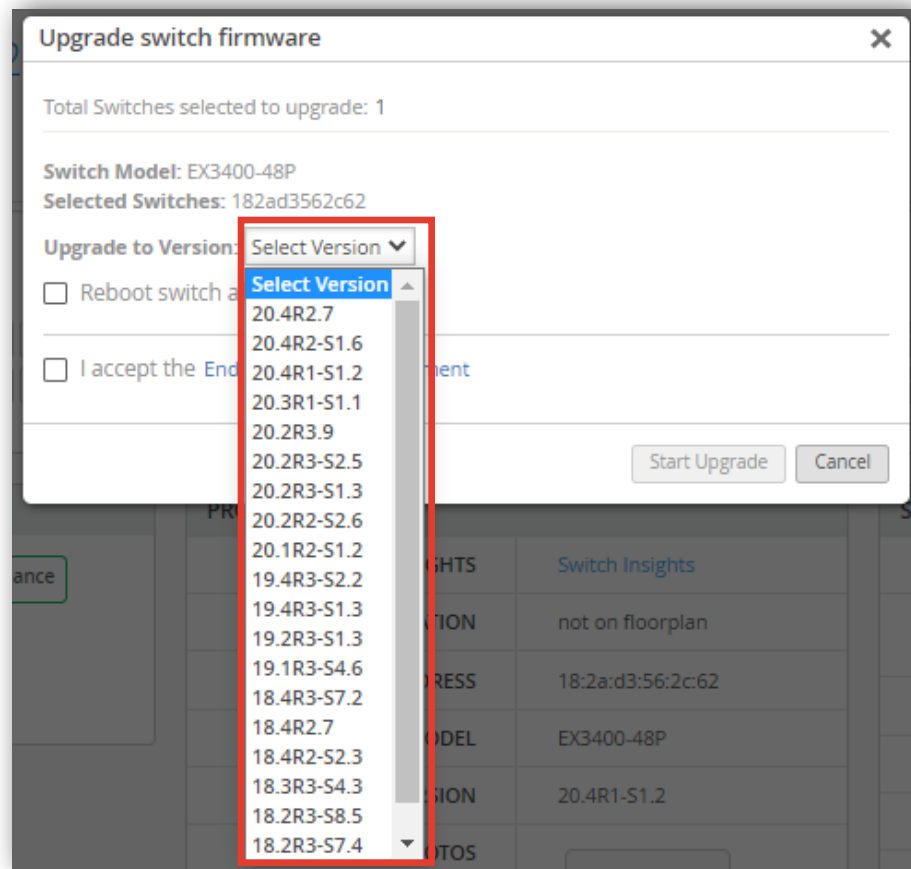 Upgrade switch firmware
Total Switches selected to upgrade: 1
Switch Model: EX3400-48P
Selected Switches: 182ad3562c62
Upgrade to Version: Select Version
Reboot switch a
I accept the End ment
Select Version
20.4R2.7
20.4R2-S1.6
20.4R1-S1.2
20.3R1-S1.1
20.2R3.9
20.2R3-S2.5
20.2R3-S1.3
20.2R2-S2.6
20.1R2-S1.2
19.4R3-S2.2
19.4R3-S1.3
19.2R3-S1.3
19.1R3-S4.6
18.4R3-S7.2
18.4R2.7
18.4R2-S2.3
18.3R3-S4.3
18.2R3-S8.5
18.2R3-S7.4
Start Upgrade Cancel
PRO
GHTS Switch Insights
ance
ATION not on floorplan
DRESS 18:2a:d3:56:2c:62
ODEL EX3400-48P
SION 20.4R1-S1.2
OTOS